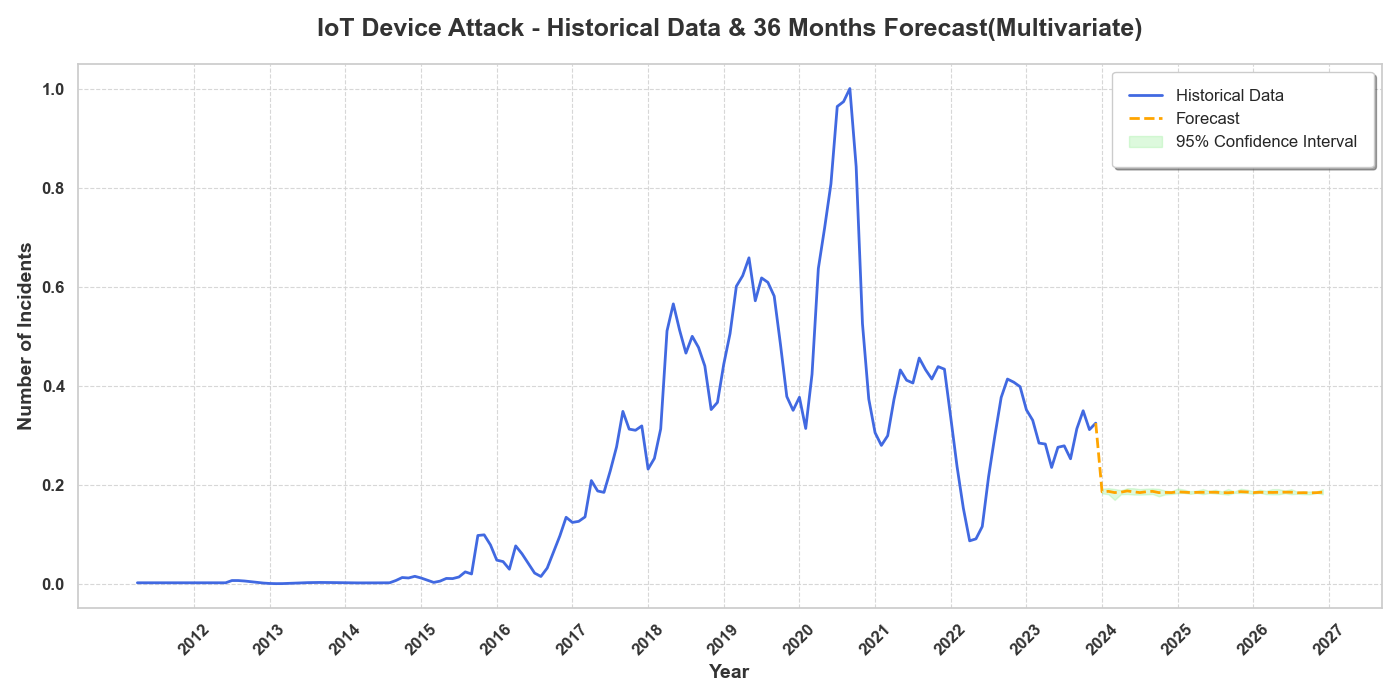 IoT Device Attack - Historical Data & 36 Months Forecast(Multivariate)
Historical Data
Forecast
95% Confidence Interval
Number of Incidents
1.0
0.8
0.6
0.4
0.2
0.0
2012 2013 2014 2015 2016 2017 2018 2019 2020 2021 2022 2023 2024 2025 2026 2027
Year